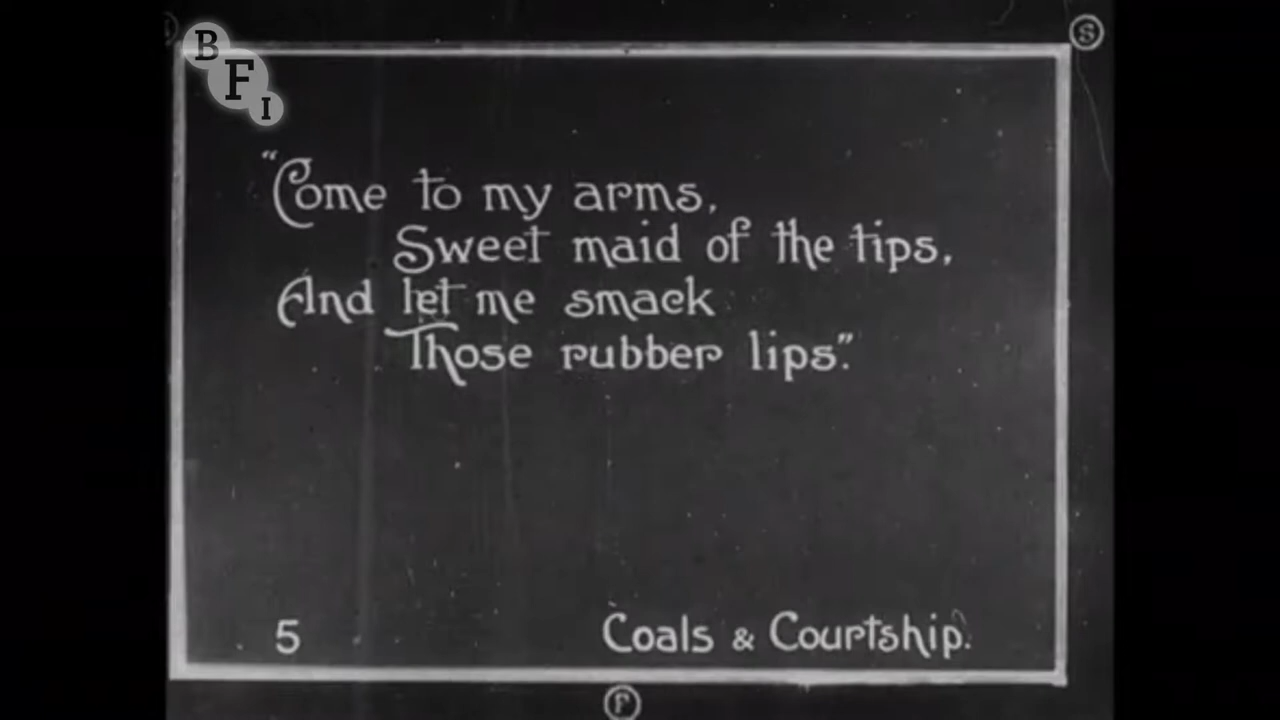 BFI
S
"Come to my arms,
Sweet maid of the tips,
And let me smack
Those rubber lips".
5
Coals & Courtship.
F